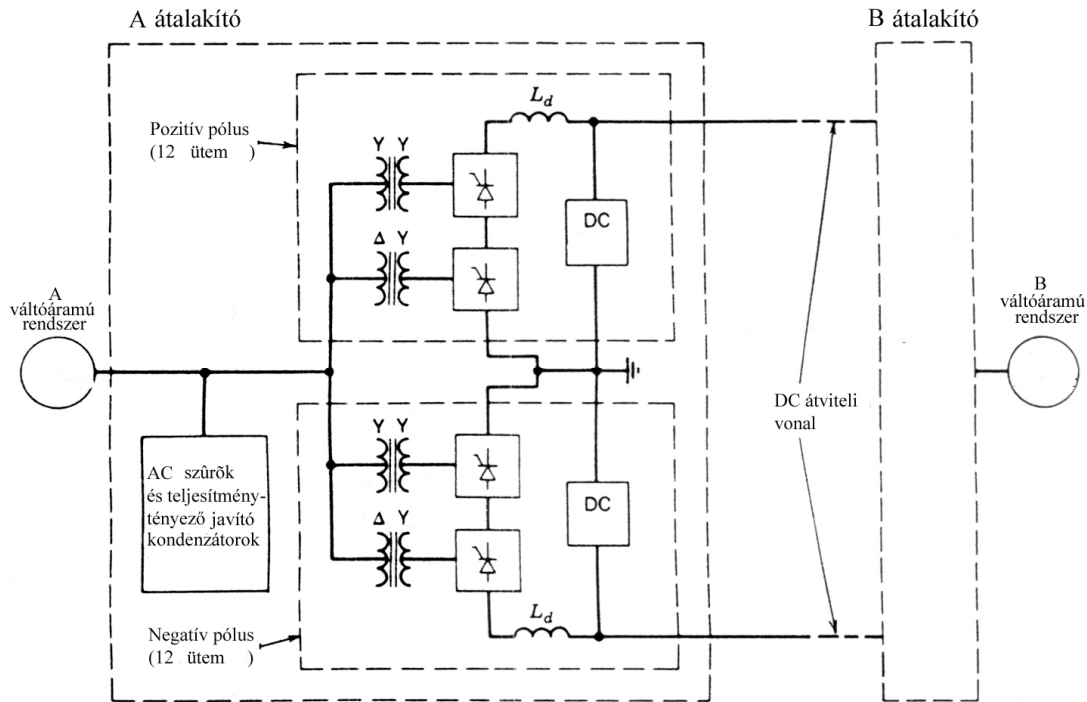 A átalakító
B átalakító
L_d
Pozitív pólus
(12 ütem )
Y Y
DC
Δ Y
A
váltóáramú
rendszer
B
váltóáramú
rendszer
DC átviteli
vonal
Y Y
AC szûrõk
és teljesítmény-
tényező javító
kondenzátorok
DC
Δ Y
L_d
Negatív pólus
(12 ütem )